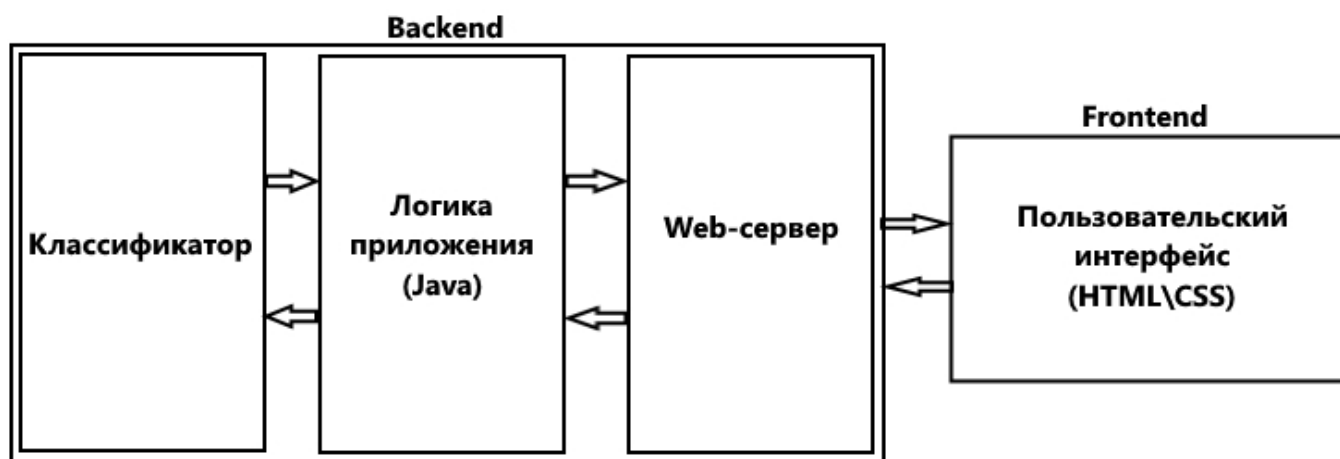 Backend
Классификатор
Логика
приложения
(Java)
Web-сервер
Frontend
Пользовательский
интерфейс
(HTML\CSS)